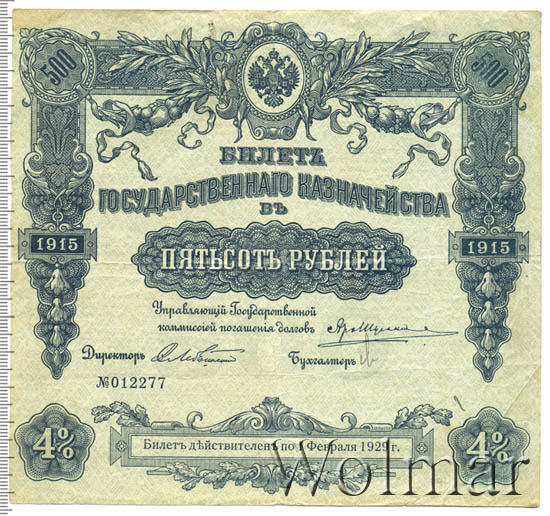 500 500
БИЛЕТЪ
ГОСУДАРСТВЕННАГО КАЗНАЧЕЙСТВА
ВЪ
1915 1915
ПЯТЬСОТЪ РУБЛЕЙ
Управляющій Государственной
коммиссіей погашенія долговъ
Директоръ Бухгалтеръ
№012277
4% 4%
Билетъ дѣйствителенъ по 1 Февраля 1929 г.
Wolmar